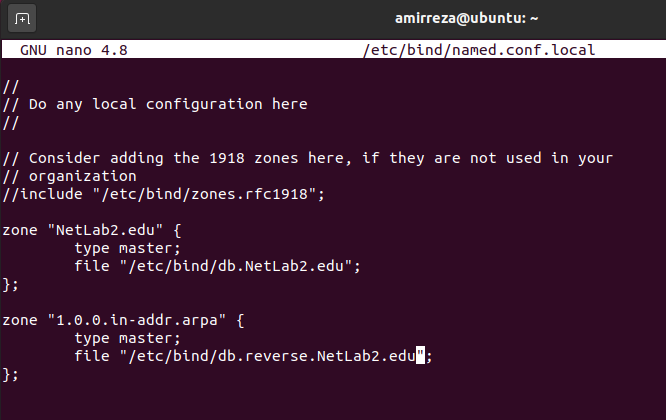 amirreza@ubuntu: ~
GNU nano 4.8 /etc/bind/named.conf.local
//
// Do any local configuration here
//
// Consider adding the 1918 zones here, if they are not used in your
// organization
//include "/etc/bind/zones.rfc1918";
zone "NetLab2.edu" {
type master;
file "/etc/bind/db.NetLab2.edu";
};
zone "1.0.0.in-addr.arpa" {
type master;
file "/etc/bind/db.reverse.NetLab2.edu";
};